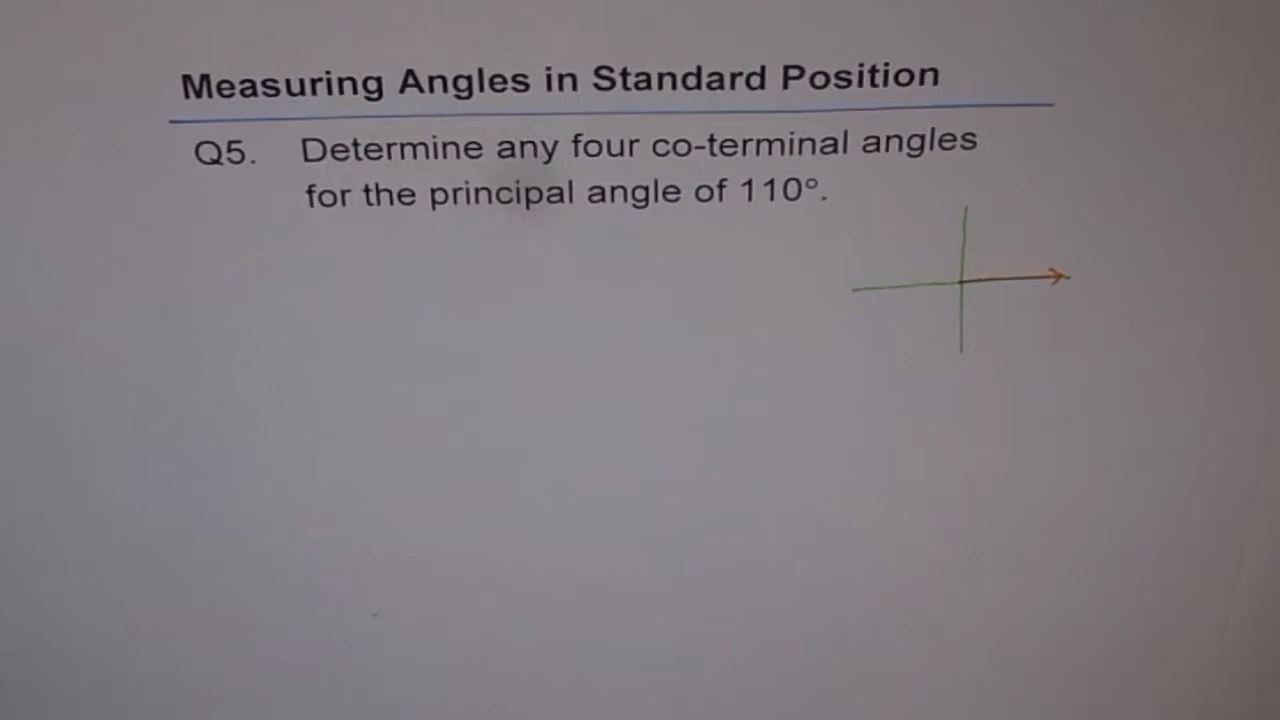 Measuring Angles in Standard Position
Q5. Determine any four co-terminal angles
for the principal angle of 110°.